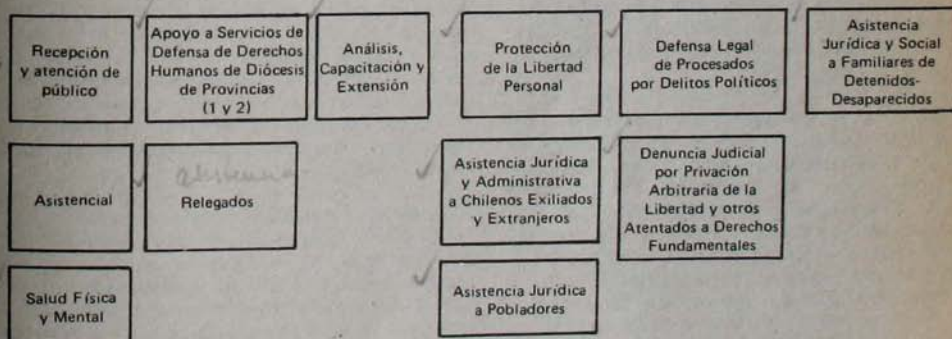 Recepción
y atención de
público
Apoyo a Servicios de
Defensa de Derechos
Humanos de Diócesis
de Provincias
(1 y 2)
Análisis,
Capacitación y
Extensión
Protección
de la Libertad
Personal
Defensa Legal
de Procesados
por Delitos Políticos
Asistencia
Jurídica y Social
a Familiares de
Detenidos-
Desaparecidos
Asistencial
Relegados
Asistencia Jurídica
y Administrativa
a Chilenos Exiliados
y Extranjeros
Denuncia Judicial
por Privación
Arbitraria de la
Libertad y otros
Atentados a Derechos
Fundamentales
Salud Física
y Mental
Asistencia Jurídica
a Pobladores